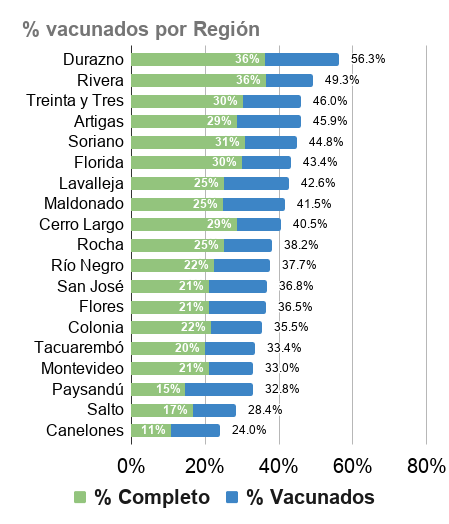 % vacunados por Región
Durazno 36% 56.3%
Rivera 36% 49.3%
Treinta y Tres 30% 46.0%
Artigas 29% 45.9%
Soriano 31% 44.8%
Florida 30% 43.4%
Lavalleja 25% 42.6%
Maldonado 25% 41.5%
Cerro Largo 29% 40.5%
Rocha 25% 38.2%
Río Negro 22% 37.7%
San José 21% 36.8%
Flores 21% 36.5%
Colonia 22% 35.5%
Tacuarembó 20% 33.4%
Montevideo 21% 33.0%
Paysandú 15% 32.8%
Salto 17% 28.4%
Canelones 11% 24.0%
0% 20% 40% 60% 80%
% Completo % Vacunados